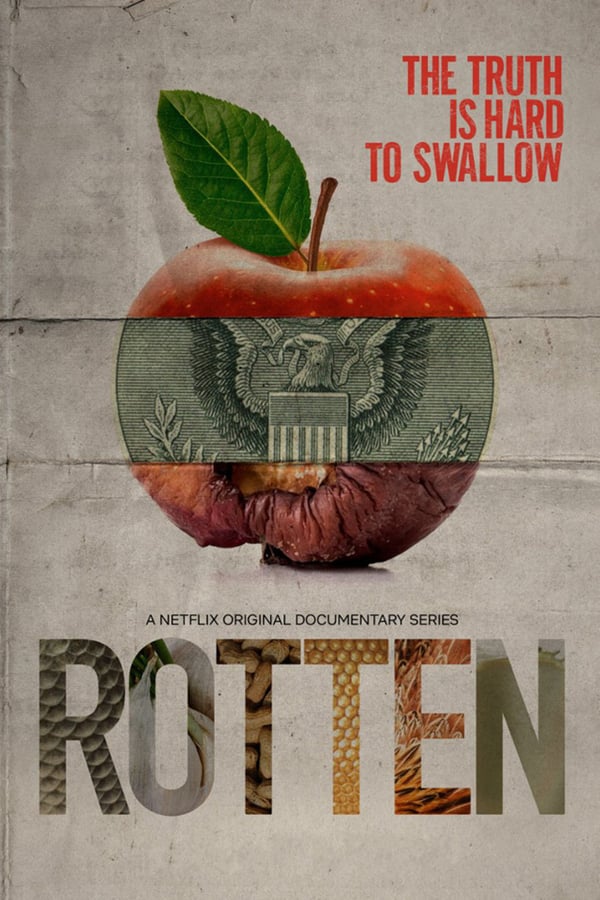 THE TRUTH
IS HARD
TO SWALLOW
A NETFLIX ORIGINAL DOCUMENTARY SERIES
ROTTEN